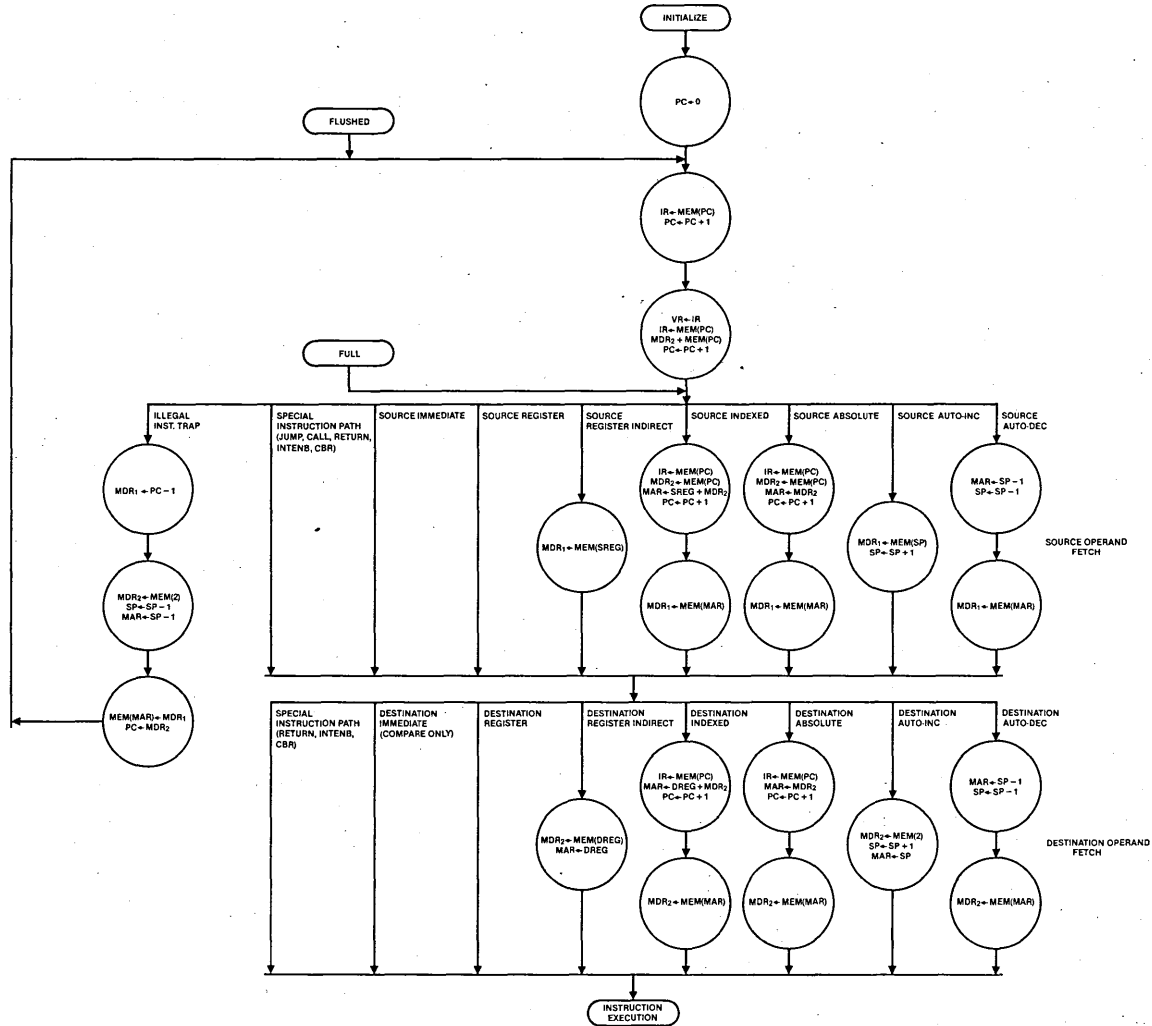 INITIALIZE
PC←0
FLUSHED
IR←MEM(PC)
PC←PC+1
VR←IR
IR←MEM(PC)
MDR₂+MEM(PC)
PC←PC+1
FULL
ILLEGAL
INST. TRAP
SPECIAL
INSTRUCTION PATH
(JUMP, CALL, RETURN,
INTENB, CBR)
SOURCE IMMEDIATE
SOURCE REGISTER
SOURCE
REGISTER INDIRECT
SOURCE INDEXED
SOURCE ABSOLUTE
SOURCE AUTO-INC
SOURCE
AUTO-DEC
MDR₁←PC-1
IR←MEM(PC)
MDR₂←MEM(PC)
MAR←SREG+MDR₂
PC←PC+1
IR←MEM(PC)
MDR₂←MEM(PC)
MAR←MDR₂
PC←PC+1
MAR←SP-1
SP←SP-1
MDR₁←MEM(SREG)
MDR₁←MEM(SP)
SP←SP+1
SOURCE OPERAND
FETCH
MDR₂←MEM(2)
SP←SP-1
MAR←SP-1
MDR₁←MEM(MAR)
MDR₁←MEM(MAR)
MDR₁←MEM(MAR)
MEM(MAR)←MDR₁
PC←MDR₂
SPECIAL
INSTRUCTION PATH
(RETURN, INTENB,
CBR)
DESTINATION
IMMEDIATE
(COMPARE ONLY)
DESTINATION
REGISTER
DESTINATION
REGISTER INDIRECT
DESTINATION
INDEXED
DESTINATION
ABSOLUTE
DESTINATION
AUTO-INC
DESTINATION
AUTO-DEC
IR←MEM(PC)
MAR←DREG+MDR₂
PC←PC+1
IR←MEM(PC)
MAR←MDR₂
PC←PC+1
MAR←SP-1
SP←SP-1
MDR₂←MEM(DREG)
MAR←DREG
MDR₂←MEM(2)
SP←SP+1
MAR←SP
DESTINATION OPERAND
FETCH
MDR₂←MEM(MAR)
MDR₂←MEM(MAR)
MDR₂←MEM(MAR)
INSTRUCTION
EXECUTION